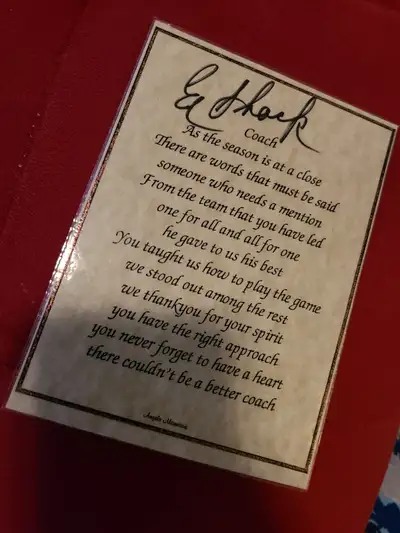 Coach
As the season is at a close
There are words that must be said
someone who needs a mention
From the team that you have led
one for all and all for one
he gave to us his best
You taught us how to play the game
we stood out among the rest
we thankyou for your spirit
you have the right approach
you never forget to have a heart
there couldn't be a better coach